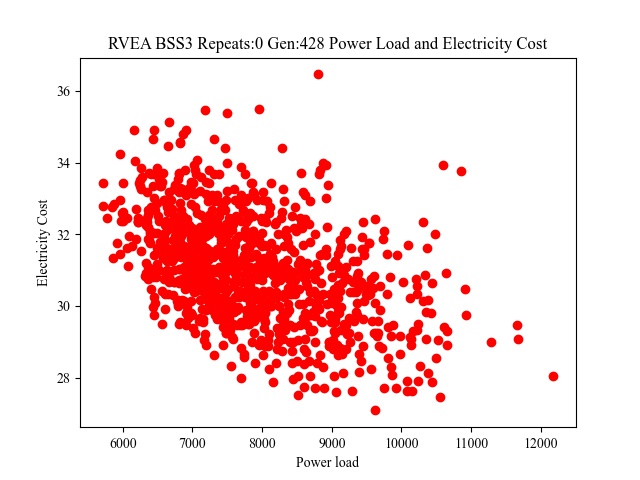 RVEA BSS3 Repeats:0 Gen:428 Power Load and Electricity Cost
36
34
32
30
28
Electricity Cost
6000 7000 8000 9000 10000 11000 12000
Power load